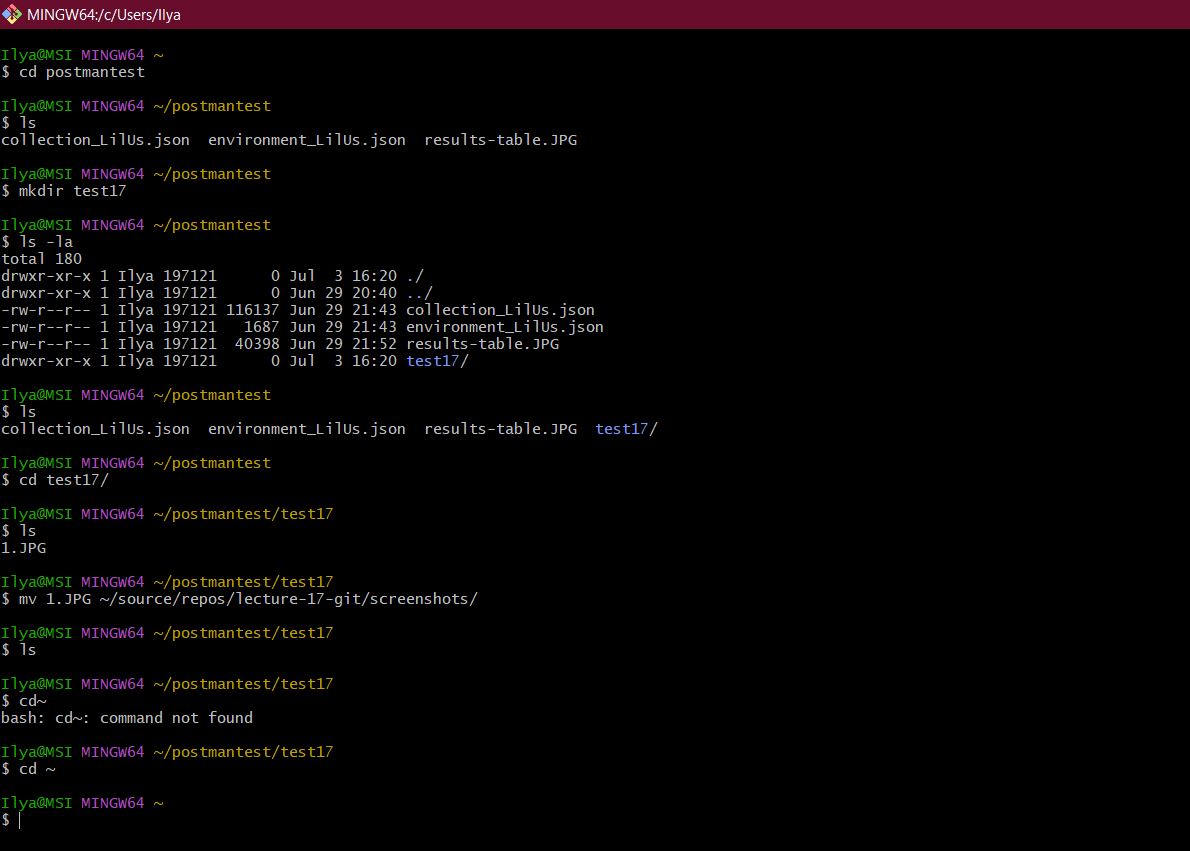 MINGW64:/c/Users/Ilya
Ilya@MSI MINGW64 ~
$ cd postmantest
Ilya@MSI MINGW64 ~/postmantest
$ ls
collection_LilUs.json  environment_LilUs.json  results-table.JPG
Ilya@MSI MINGW64 ~/postmantest
$ mkdir test17
Ilya@MSI MINGW64 ~/postmantest
$ ls -la
total 180
drwxr-xr-x 1 Ilya 197121      0 Jul  3 16:20 ./
drwxr-xr-x 1 Ilya 197121      0 Jun 29 20:40 ../
-rw-r--r-- 1 Ilya 197121 116137 Jun 29 21:43 collection_LilUs.json
-rw-r--r-- 1 Ilya 197121   1687 Jun 29 21:43 environment_LilUs.json
-rw-r--r-- 1 Ilya 197121  40398 Jun 29 21:52 results-table.JPG
drwxr-xr-x 1 Ilya 197121      0 Jul  3 16:20 test17/
Ilya@MSI MINGW64 ~/postmantest
$ ls
collection_LilUs.json  environment_LilUs.json  results-table.JPG  test17/
Ilya@MSI MINGW64 ~/postmantest
$ cd test17/
Ilya@MSI MINGW64 ~/postmantest/test17
$ ls
1.JPG
Ilya@MSI MINGW64 ~/postmantest/test17
$ mv 1.JPG ~/source/repos/lecture-17-git/screenshots/
Ilya@MSI MINGW64 ~/postmantest/test17
$ ls
Ilya@MSI MINGW64 ~/postmantest/test17
$ cd~
bash: cd~: command not found
Ilya@MSI MINGW64 ~/postmantest/test17
$ cd ~
Ilya@MSI MINGW64 ~
$